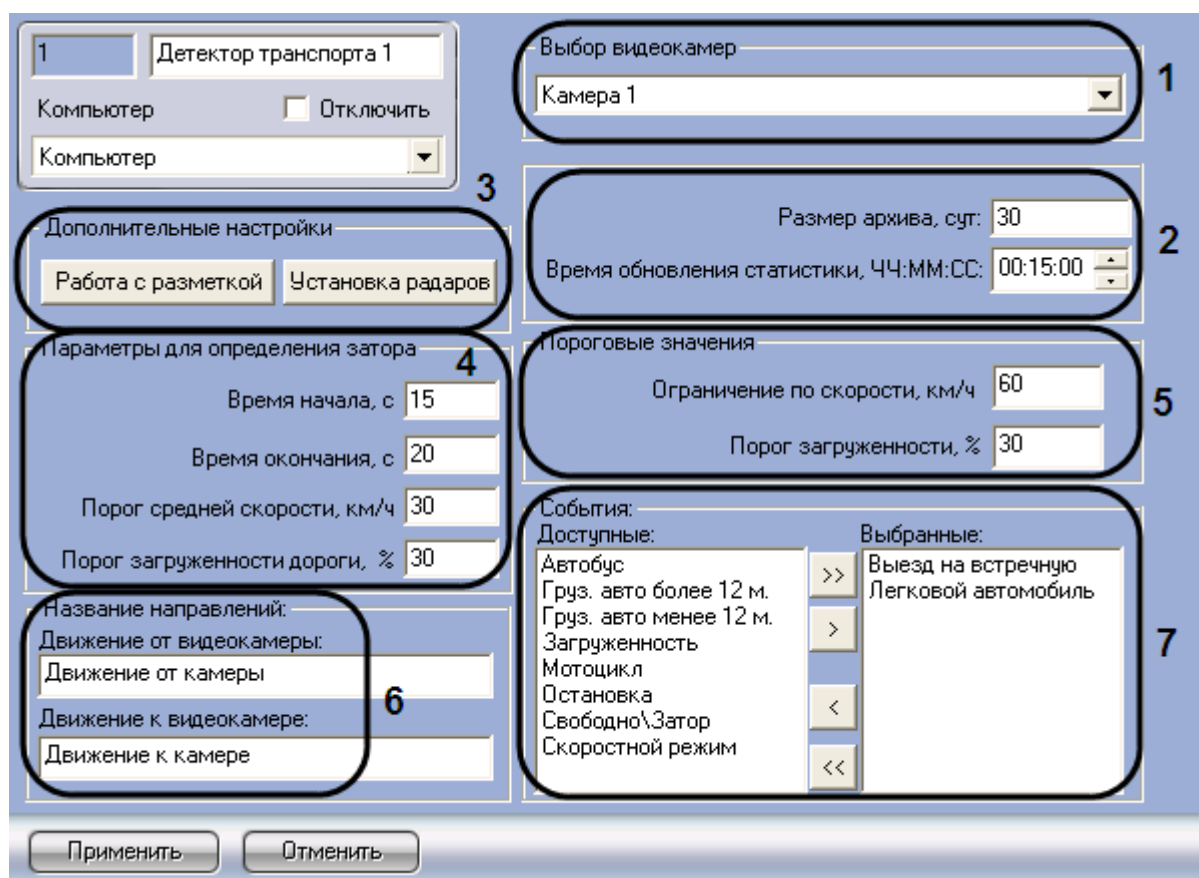 1
Детектор транспорта 1
Компьютер
Отключить
Компьютер
Выбор видеокамер
Камера 1
1
Размер архива, сут:
30
Время обновления статистики, ЧЧ:ММ:СС:
00:15:00
2
3
Дополнительные настройки
Работа с разметкой
Установка радаров
Параметры для определения затора
4
Время начала, с
15
Время окончания, с
20
Порог средней скорости, км/ч
30
Порог загруженности дороги, %
30
Пороговые значения
Ограничение по скорости, км/ч
60
Порог загруженности, %
30
5
Название направлений:
Движение от видеокамеры:
Движение от камеры
Движение к видеокамере:
Движение к камере
6
События:
Доступные:
Автобус
Груз. авто более 12 м.
Груз. авто менее 12 м.
Загруженность
Мотоцикл
Остановка
Свободно\Затор
Скоростной режим
>>
>
<
<<
Выбранные:
Выезд на встречную
Легковой автомобиль
7
Применить
Отменить